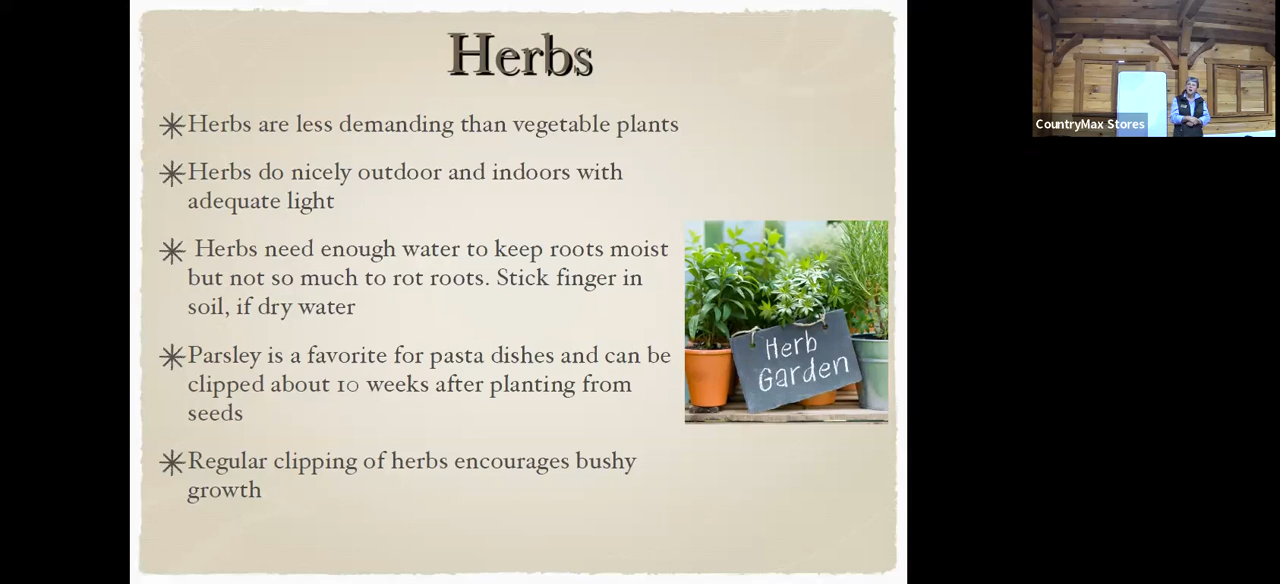 Herbs
Herbs are less demanding than vegetable plants
Herbs do nicely outdoor and indoors with
adequate light
Herbs need enough water to keep roots moist
but not so much to rot roots. Stick finger in
soil, if dry water
Parsley is a favorite for pasta dishes and can be
clipped about 10 weeks after planting from
seeds
Regular clipping of herbs encourages bushy
growth
Herb
Garden
CountryMax Stores